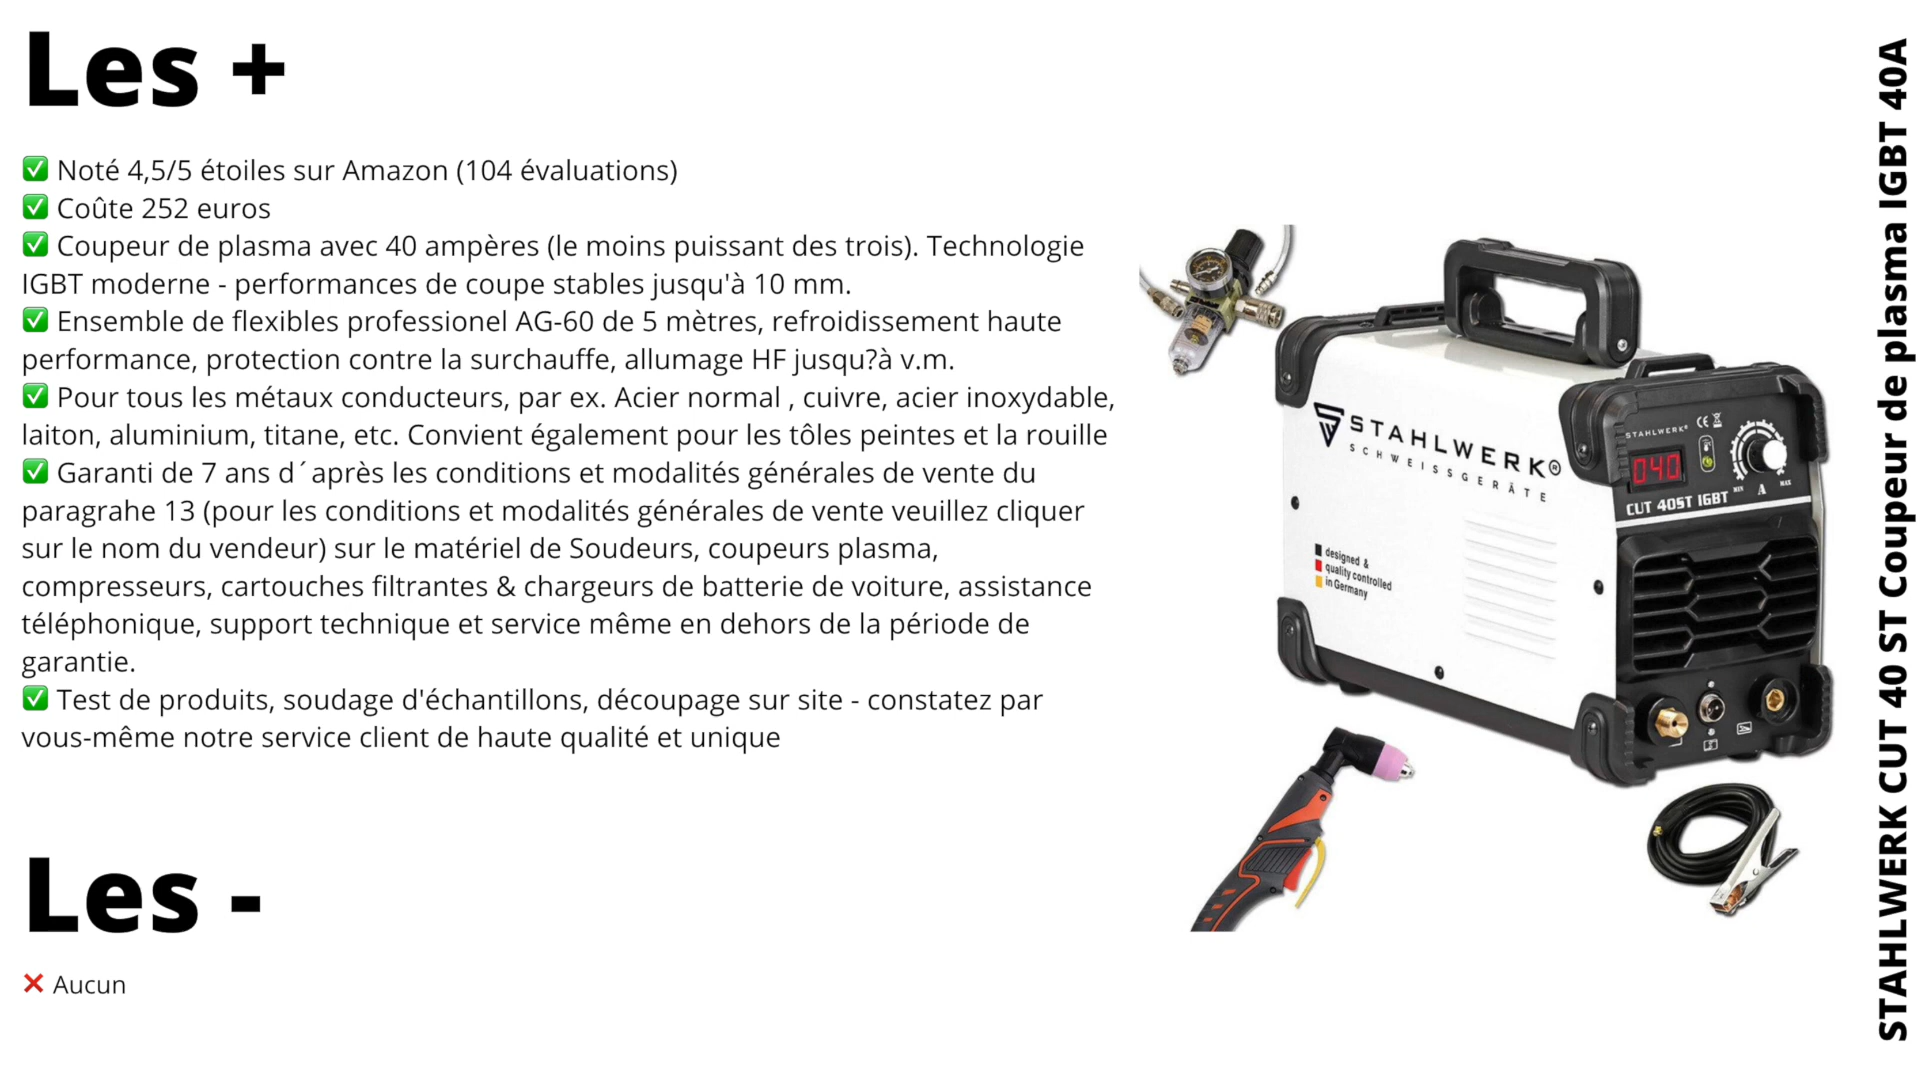 Les +
✅ Noté 4,5/5 étoiles sur Amazon (104 évaluations)
✅ Coûte 252 euros
✅ Coupeur de plasma avec 40 ampères (le moins puissant des trois). Technologie
IGBT moderne - performances de coupe stables jusqu'à 10 mm.
✅ Ensemble de flexibles professionel AG-60 de 5 mètres, refroidissement haute
performance, protection contre la surchauffe, allumage HF jusqu?à v.m.
✅ Pour tous les métaux conducteurs, par ex. Acier normal , cuivre, acier inoxydable,
laiton, aluminium, titane, etc. Convient également pour les tôles peintes et la rouille
✅ Garanti de 7 ans d´après les conditions et modalités générales de vente du
paragrahe 13 (pour les conditions et modalités générales de vente veuillez cliquer
sur le nom du vendeur) sur le matériel de Soudeurs, coupeurs plasma,
compresseurs, cartouches filtrantes & chargeurs de batterie de voiture, assistance
téléphonique, support technique et service même en dehors de la période de
garantie.
✅ Test de produits, soudage d'échantillons, découpage sur site - constatez par
vous-même notre service client de haute qualité et unique
Les -
❌ Aucun
STAHLWERK®
SCHWEISSGERÄTE
designed &
quality controlled
in Germany
STAHLWERK®
CE
040
MIN A MAX
CUT 40ST IGBT
STAHLWERK CUT 40 ST Coupeur de plasma IGBT 40A